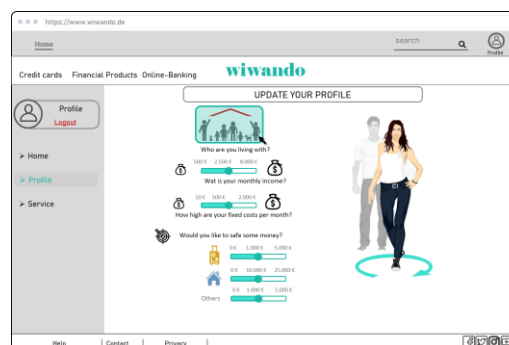 https://www.wiwando.de
Home
search
Profile
Credit cards Financial Products Online-Banking
wiwando
UPDATE YOUR PROFILE
Profile
Logout
Who are you living with?
500 € 2.500 € 8.000 €
Wat is your monthly income?
➢ Home
➢ Profile
➢ Service
10 € 500 € 2.000 €
How high are your fixed costs per month?
Would you like to safe some money?
0 € 1.000 € 5.000 €
0 € 10.000 € 25.000 €
0 € 1.000 € 5.000 €
Others
Help | Contact | Privacy |